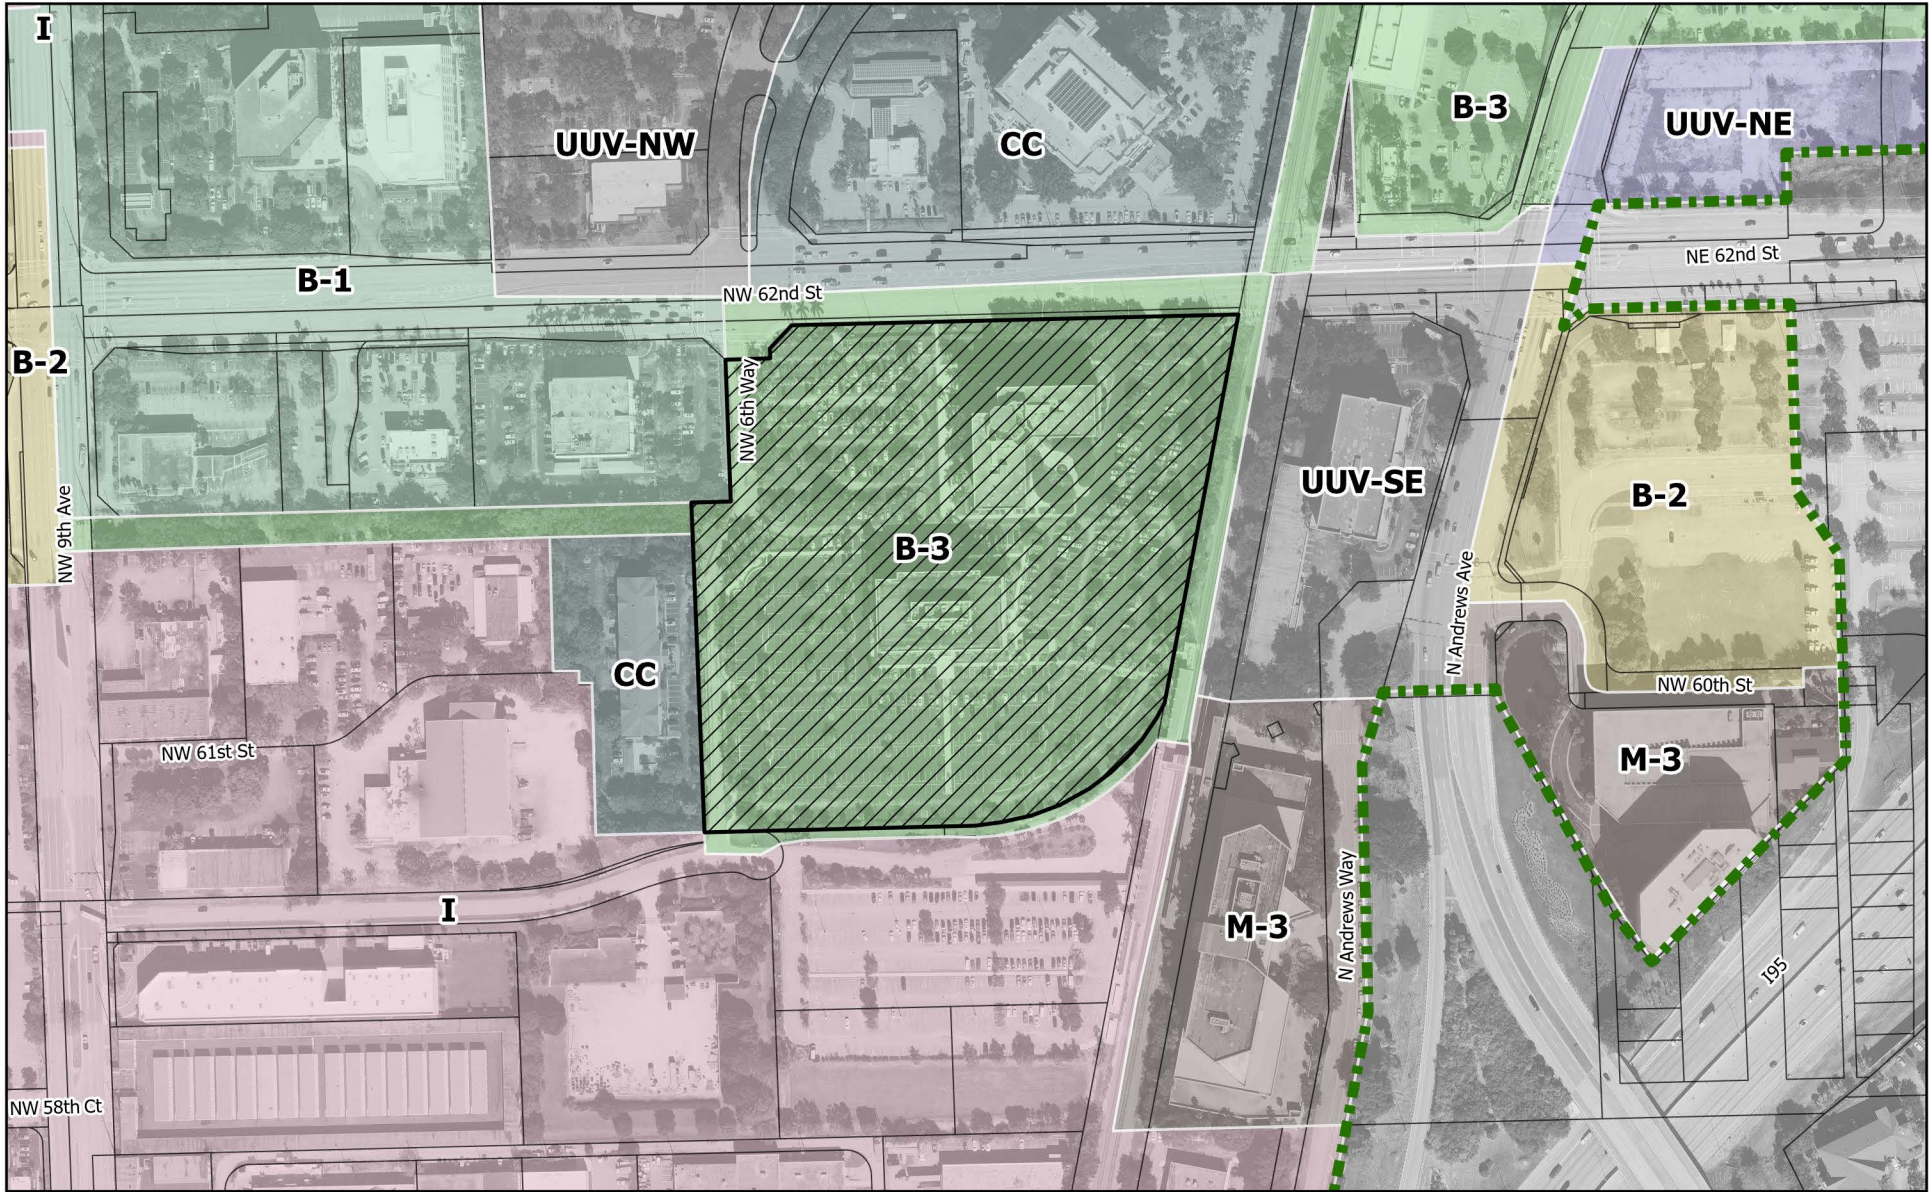 I
UUV-NW
CC
B-3
UUV-NE
B-1
NW 62nd St
NE 62nd St
B-2
NW 6th Way
UUV-SE
B-2
NW 9th Ave
B-3
N Andrews Ave
CC
NW 60th St
NW 61st St
M-3
I
M-3
N Andrews Way
I95
NW 58th Ct